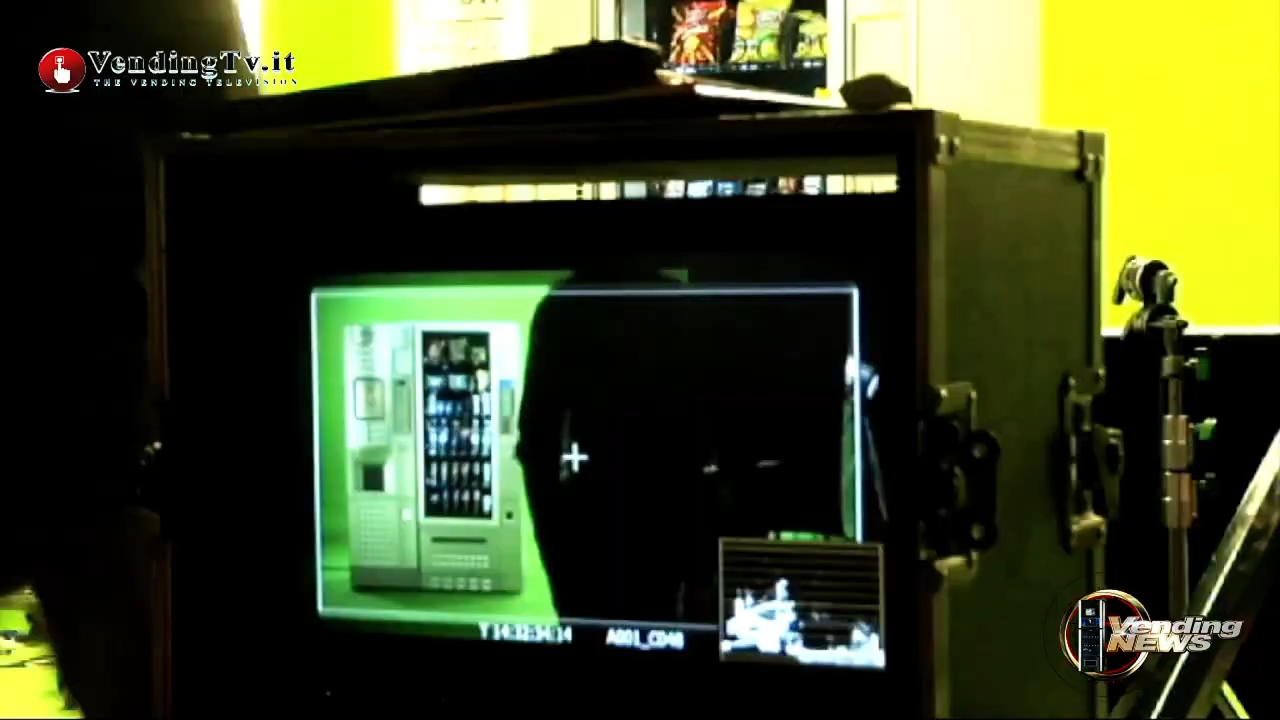 VendingTv.it
THE VENDING TELEVISION
A001_C048
Vending
NEWS